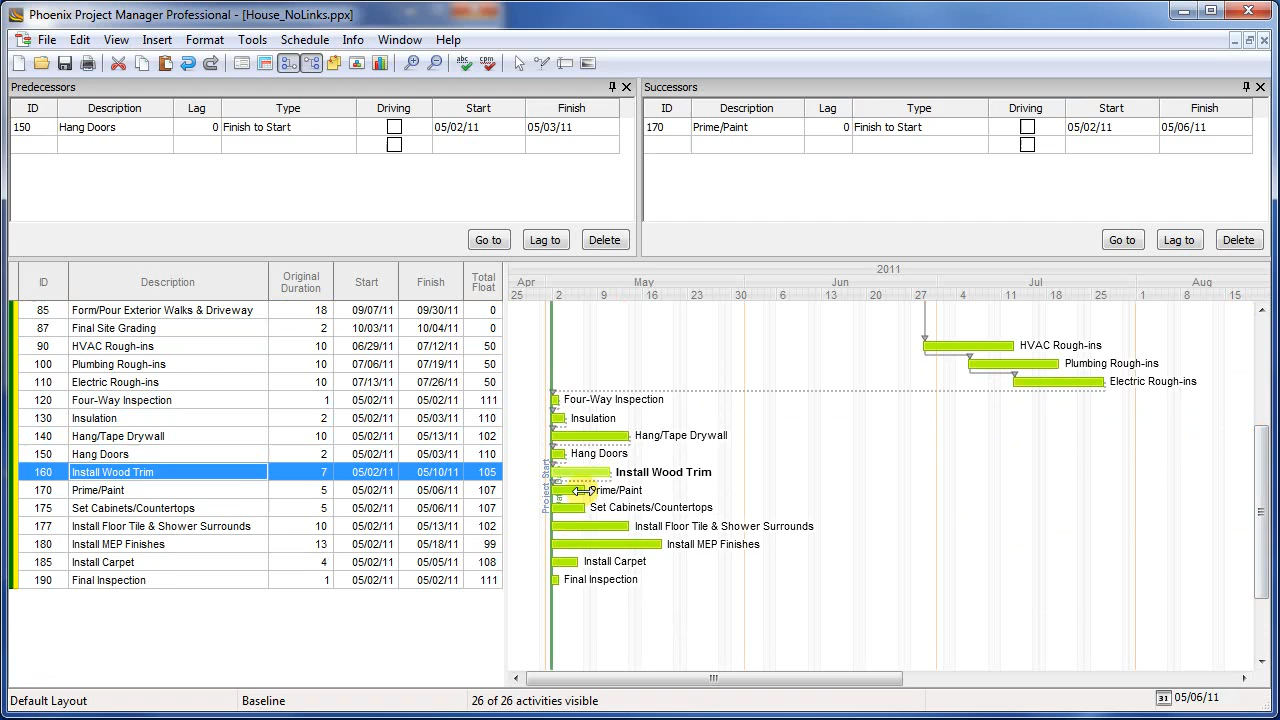 Phoenix Project Manager Professional - [House_NoLinks.ppx]
File Edit View Insert Format Tools Schedule Info Window Help
Predecessors
ID Description Lag Type Driving Start Finish
150 Hang Doors 0 Finish to Start 05/02/11 05/03/11
Go to Lag to Delete
Successors
ID Description Lag Type Driving Start Finish
170 Prime/Paint 0 Finish to Start 05/02/11 05/06/11
Go to Lag to Delete
ID Description Original Duration Start Finish Total Float
85 Form/Pour Exterior Walks & Driveway 18 09/07/11 09/30/11 0
87 Final Site Grading 2 10/03/11 10/04/11 0
90 HVAC Rough-ins 10 06/29/11 07/12/11 50
100 Plumbing Rough-ins 10 07/06/11 07/19/11 50
110 Electric Rough-ins 10 07/13/11 07/26/11 50
120 Four-Way Inspection 1 05/02/11 05/02/11 111
130 Insulation 2 05/02/11 05/03/11 110
140 Hang/Tape Drywall 10 05/02/11 05/13/11 102
150 Hang Doors 2 05/02/11 05/03/11 110
160 Install Wood Trim 7 05/02/11 05/10/11 105
170 Prime/Paint 5 05/02/11 05/06/11 107
175 Set Cabinets/Countertops 5 05/02/11 05/06/11 107
177 Install Floor Tile & Shower Surrounds 10 05/02/11 05/13/11 102
180 Install MEP Finishes 13 05/02/11 05/18/11 99
185 Install Carpet 4 05/02/11 05/05/11 108
190 Final Inspection 1 05/02/11 05/02/11 111
2011
Apr May Jun Jul Aug
25 2 9 16 23 30 6 13 20 27 4 11 18 25 1 8 15
HVAC Rough-ins
Plumbing Rough-ins
Electric Rough-ins
Four-Way Inspection
Insulation
Hang/Tape Drywall
Hang Doors
Install Wood Trim
Prime/Paint
Set Cabinets/Countertops
Install Floor Tile & Shower Surrounds
Install MEP Finishes
Install Carpet
Final Inspection
Project Start
Default Layout Baseline 26 of 26 activities visible 31 05/06/11